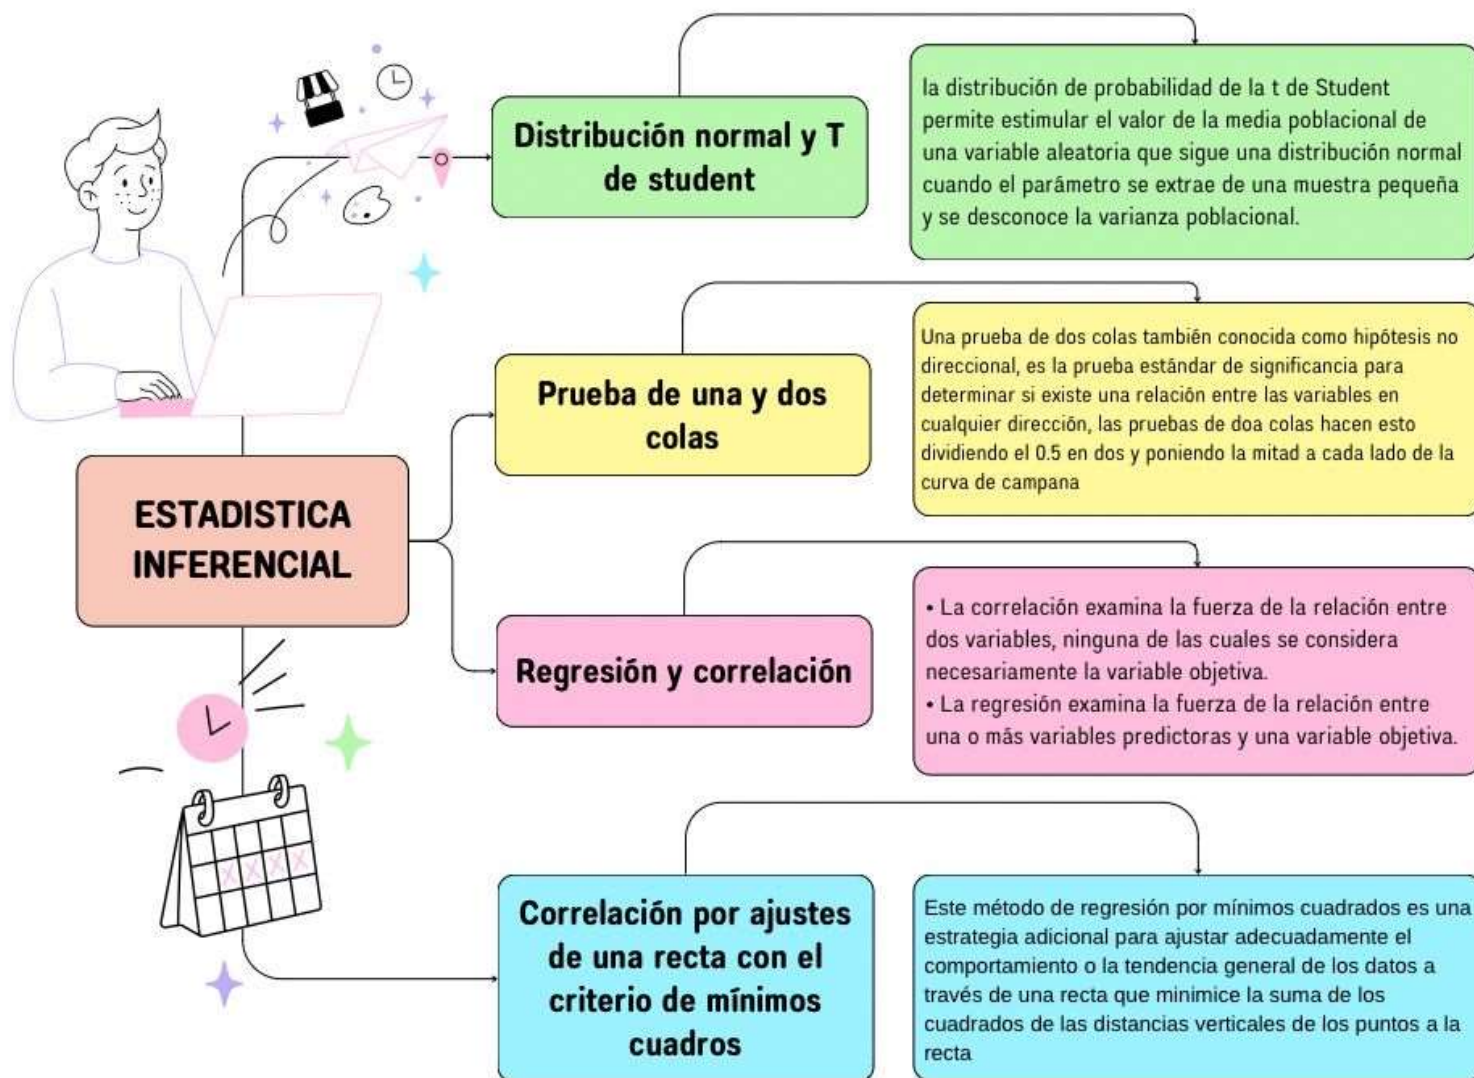 Distribución normal y T
de student
la distribución de probabilidad de la t de Student
permite estimular el valor de la media poblacional de
una variable aleatoria que sigue una distribución normal
cuando el parámetro se extrae de una muestra pequeña
y se desconoce la varianza poblacional.
Prueba de una y dos
colas
Una prueba de dos colas también conocida como hipótesis no
direccional, es la prueba estándar de significancia para
determinar si existe una relación entre las variables en
cualquier dirección, las pruebas de doa colas hacen esto
dividiendo el 0.5 en dos y poniendo la mitad a cada lado de la
curva de campana
ESTADISTICA
INFERENCIAL
Regresión y correlación
• La correlación examina la fuerza de la relación entre
dos variables, ninguna de las cuales se considera
necesariamente la variable objetiva.
• La regresión examina la fuerza de la relación entre
una o más variables predictoras y una variable objetiva.
Correlación por ajustes
de una recta con el
criterio de mínimos
cuadros
Este método de regresión por mínimos cuadrados es una
estrategia adicional para ajustar adecuadamente el
comportamiento o la tendencia general de los datos a
través de una recta que minimice la suma de los
cuadrados de las distancias verticales de los puntos a la
recta